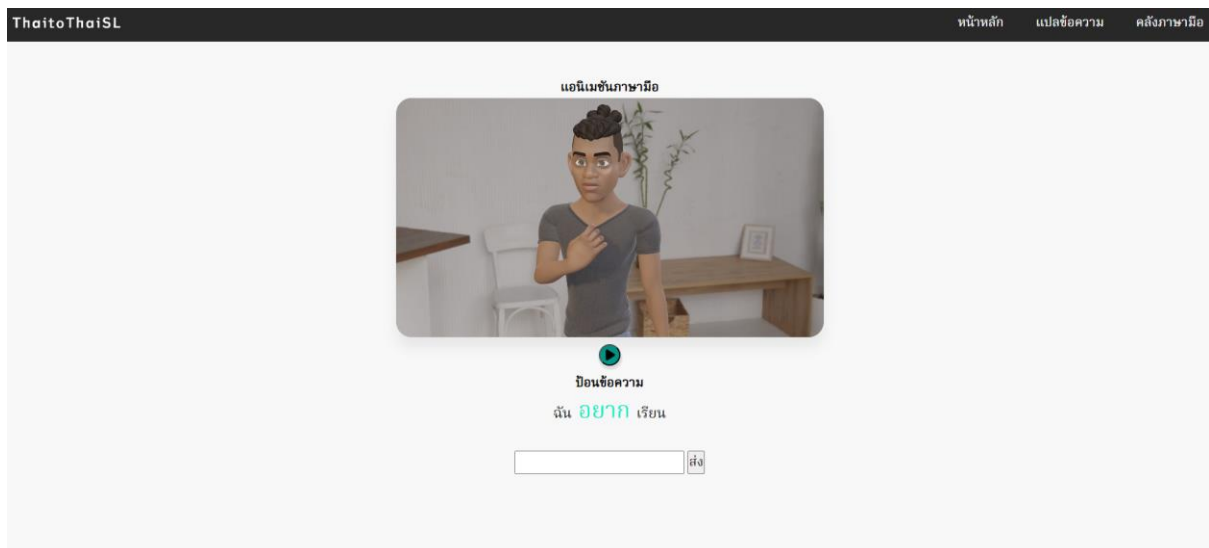 ThaitoThaiSL หน้าหลัก แปลข้อความ คลังภาษามือ
แอนิเมชันภาษามือ
ป้อนข้อความ
ฉัน อยาก เรียน
ส่ง